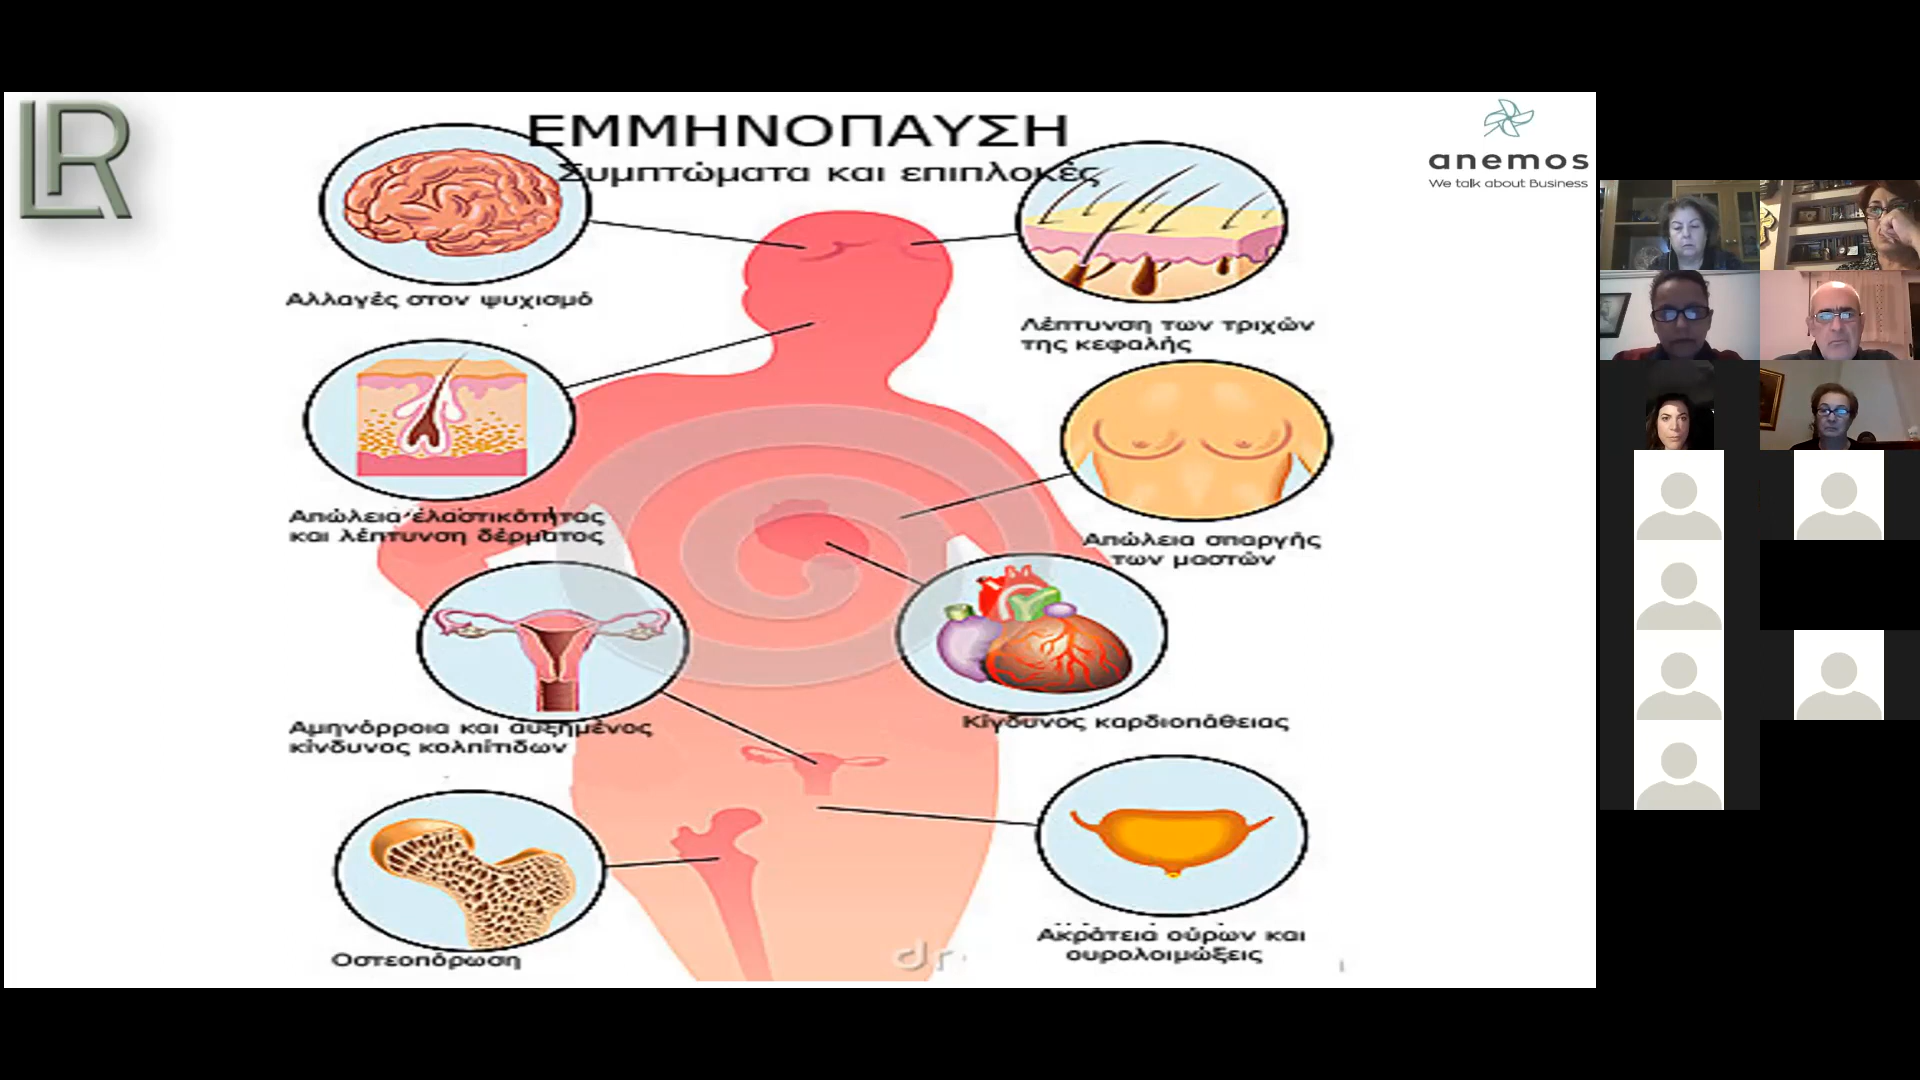 LR
ΕΜΜΗΝΟΠΑΥΣΗ
Συμπτώματα και επιπλοκές
anemos
We talk about Business
Αλλαγές στον ψυχισμό
Λέπτυνση των τριχών
της κεφαλής
Απώλεια ελαστικότητας
και λέπτυνση δέρματος
Απώλεια σπαργής
των μαστών
Αμηνόρροια και αυξημένος
κίνδυνος κολπίτιδων
Κίνδυνος καρδιοπάθειας
Οστεοπόρωση
Ακράτεια ούρων και
ουρολοιμώξεις
dr.